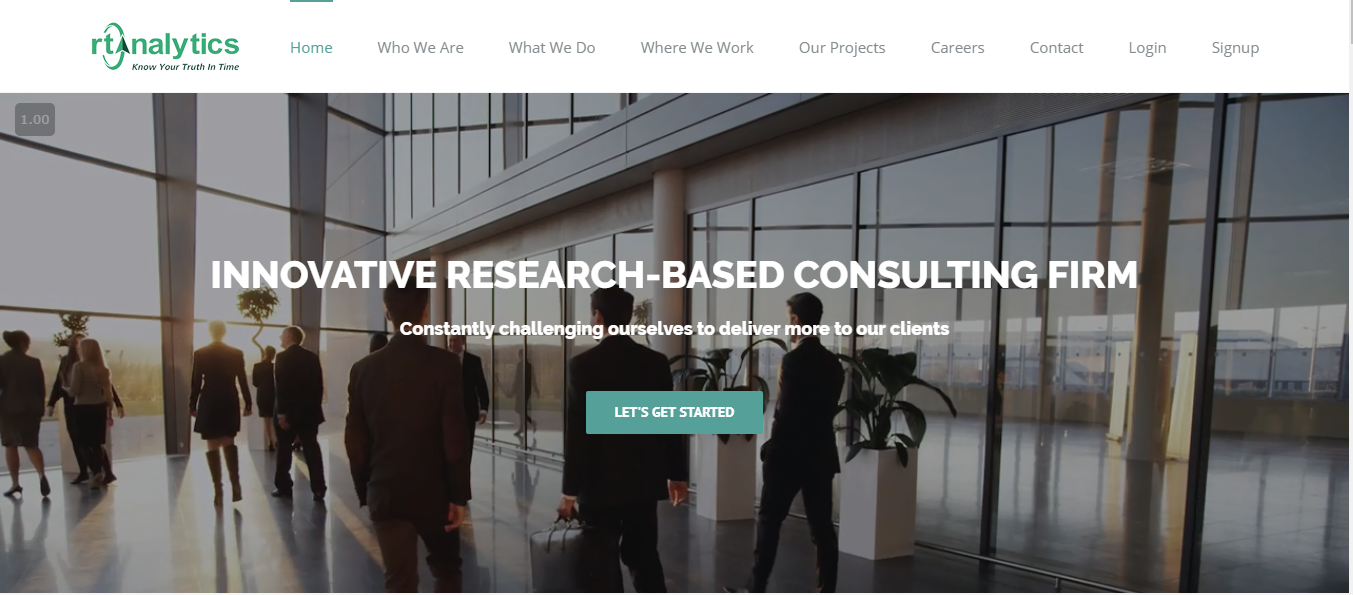 rtAnalytics
Know Your Truth In Time
Home
Who We Are
What We Do
Where We Work
Our Projects
Careers
Contact
Login
Signup
1.00
INNOVATIVE RESEARCH-BASED CONSULTING FIRM
Constantly challenging ourselves to deliver more to our clients
LET'S GET STARTED